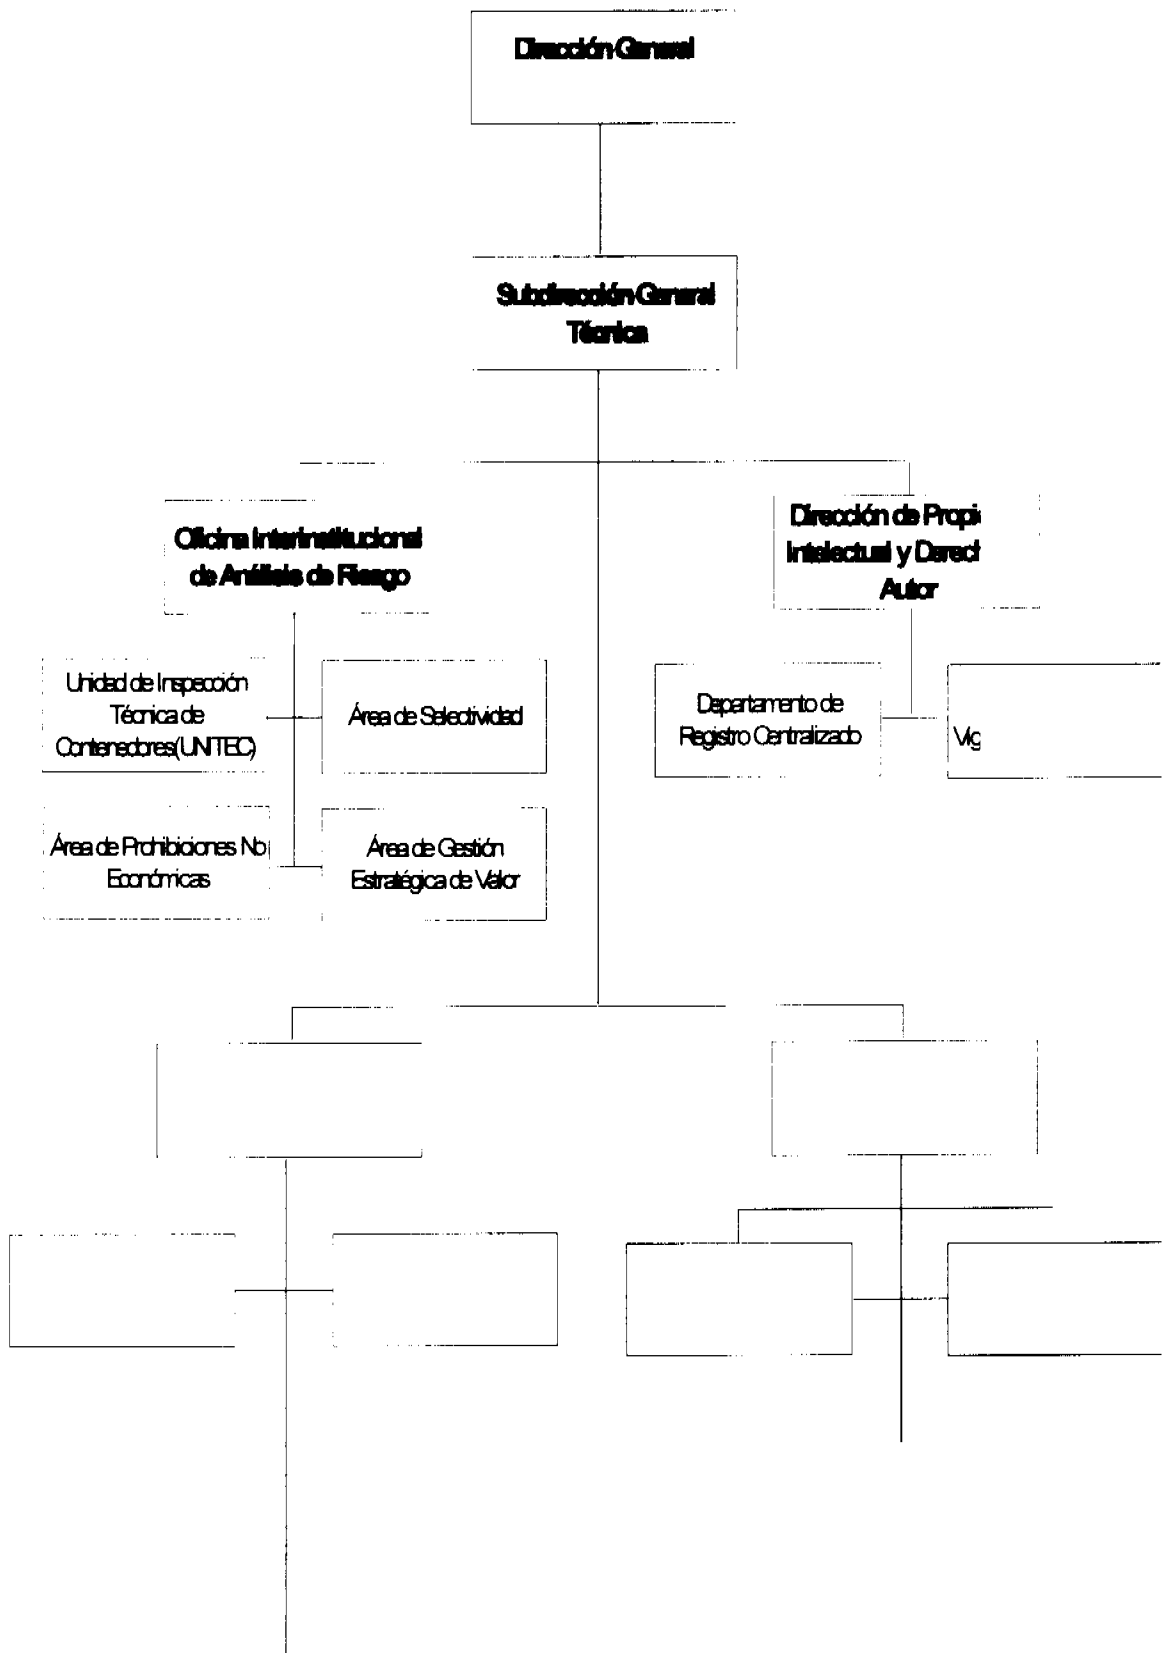 Dirección General
Subdirección General
Técnica
Oficina Interinstitucional
de Análisis de Riesgo
Dirección de Propi
Intelectual y Derech
Autor
Unidad de Inspección
Técnica de
Contenedores(UNITEC)
Área de Selectividad
Departamento de
Registro Centralizado
Vig
Área de Prohibiciones No
Económicas
Área de Gestión
Estratégica de Valor